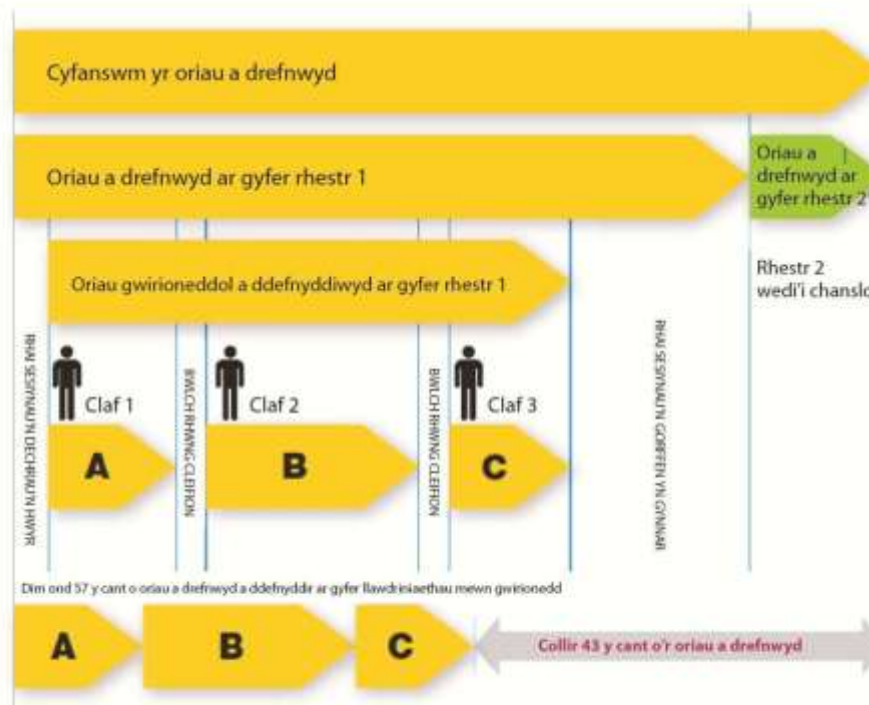 Cyfanswm yr oriau a drefnwyd
Oriau a drefnwyd ar gyfer rhestr 1
Oriau a
drefnwyd ar
gyfer rhestr 2
Oriau gwirioneddol a ddefnyddiwyd ar gyfer rhestr 1
Rhestr 2
wedi'i chanslo
RHAI SESIYNAU'N DECHRAU'N HWYR
Claf 1
A
BWLCH RHWNG CLEIFION
Claf 2
B
BWLCH RHWNG CLEIFION
Claf 3
C
RHAI SESIYNAU'N GORFFEN YN GYNNAR
Dim ond 57 y cant o oriau a drefnwyd a ddefnyddir ar gyfer llawdriniaethau mewn gwirionedd
A
B
C
Collir 43 y cant o'r oriau a drefnwyd